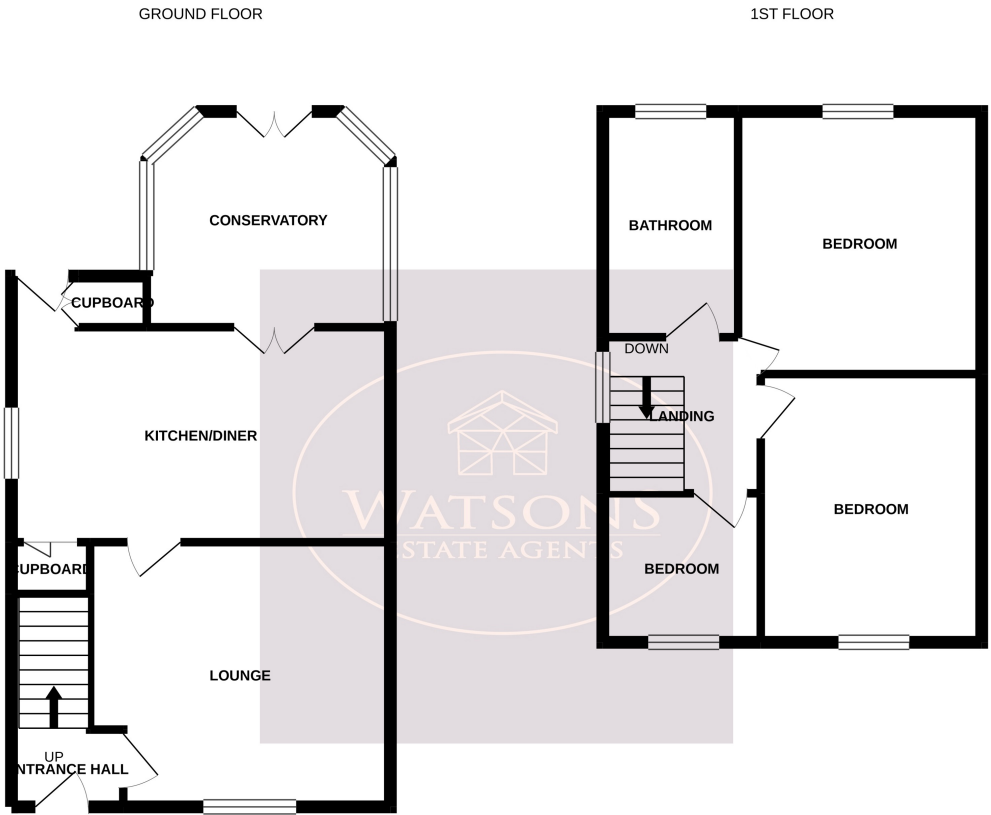 GROUND FLOOR
1ST FLOOR
CONSERVATORY
CUPBOARD
KITCHEN/DINER
CUPBOARD
LOUNGE
UP
ENTRANCE HALL
BATHROOM
BEDROOM
DOWN
LANDING
BEDROOM
BEDROOM
WATSONS
ESTATE AGENTS